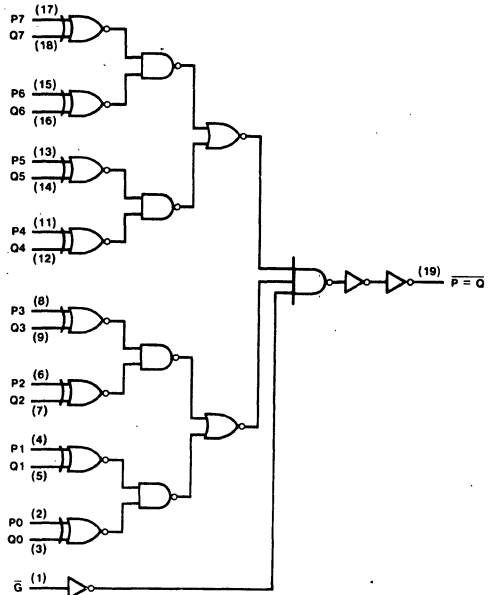 P7 (17)
Q7 (18)
P6 (15)
Q6 (16)
P5 (13)
Q5 (14)
P4 (11)
Q4 (12)
(19) P = Q
P3 (8)
Q3 (9)
P2 (6)
Q2 (7)
P1 (4)
Q1 (5)
P0 (2)
Q0 (3)
G (1)